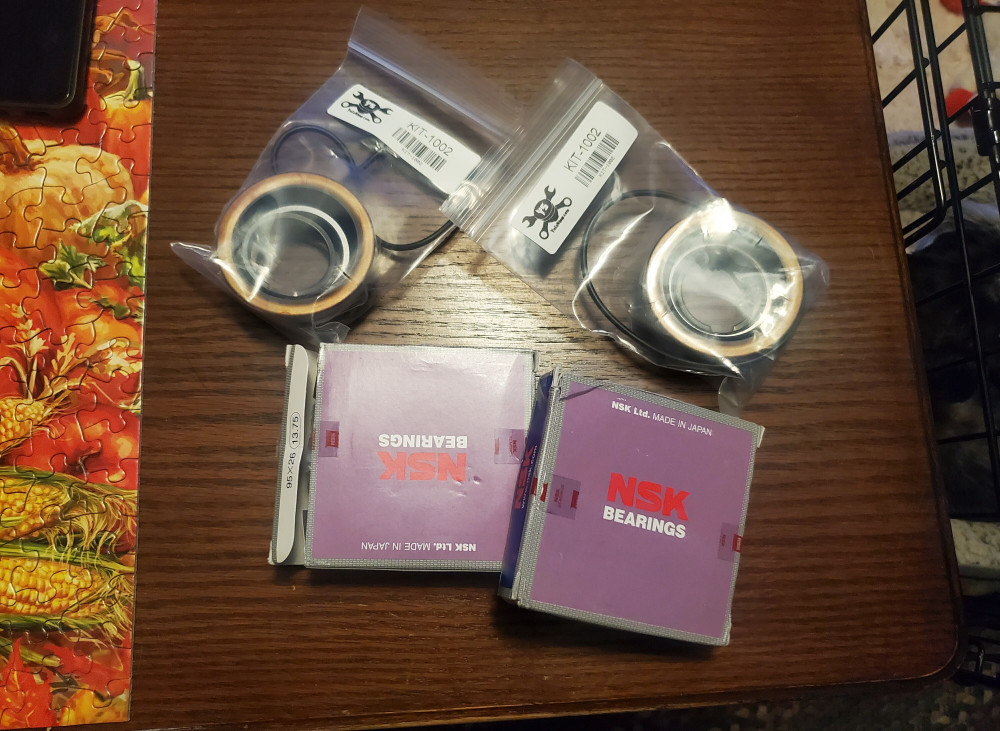 KIT-1002
KIT-1002
95×26 (13.75)
NSK
BEARINGS
NSK Ltd. MADE IN JAPAN
NSK Ltd. MADE IN JAPAN
NSK
BEARINGS